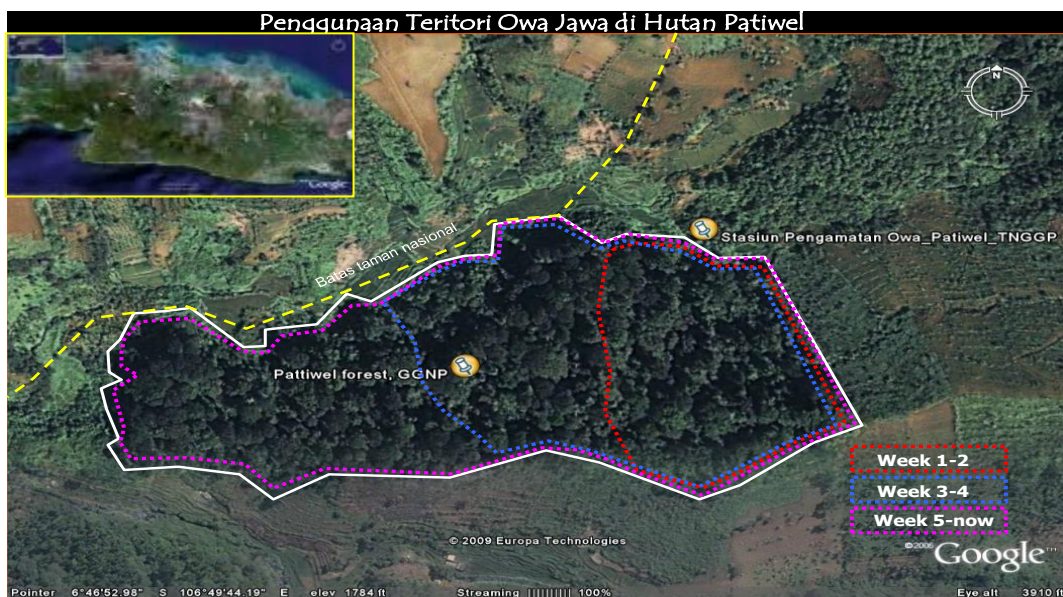 Penggunaan Teritori Owa Jawa di Hutan Patiwel
Google
N
Batas taman nasional
Stasiun Pengamatan Owa_Patiwel_TNGGP
Pattiwel forest, GGNP
Week 1-2
Week 3-4
Week 5-now
© 2009 Europa Technologies
Google™
Pointer 6°46'52.98" S 106°49'44.19" E elev 1784 ft Streaming |||||||||| 100% Eye alt 3910